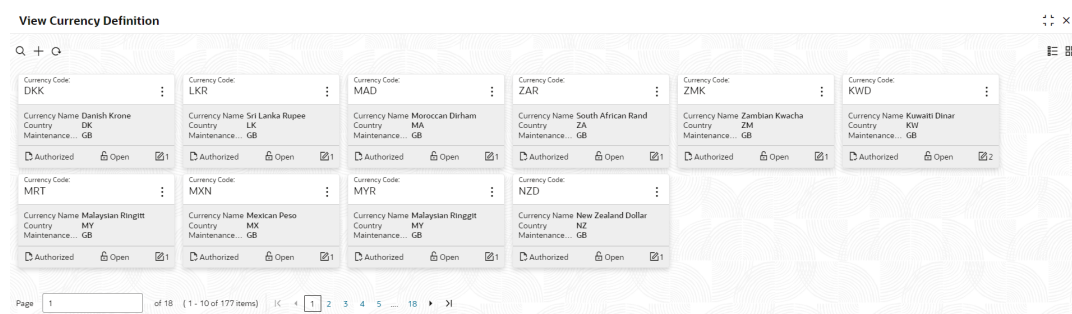 View Currency Definition
Currency Code: Currency Code: Currency Code: Currency Code: Currency Code: Currency Code:
DKK LKR MAD ZAR ZMK KWD
Currency Name Danish Krone Currency Name Sri Lanka Rupee Currency Name Moroccan Dirham Currency Name South African Rand Currency Name Zambian Kwacha Currency Name Kuwaiti Dinar
Country DK Country LK Country MA Country ZA Country ZM Country KW
Maintenance... GB Maintenance... GB Maintenance... GB Maintenance... GB Maintenance... GB Maintenance... GB
Authorized Open 1 Authorized Open 1 Authorized Open 1 Authorized Open 1 Authorized Open 1 Authorized Open 2
Currency Code: Currency Code: Currency Code: Currency Code:
MRT MXN MYR NZD
Currency Name Malaysian Ringitt Currency Name Mexican Peso Currency Name Malaysian Ringgit Currency Name New Zealand Dollar
Country MY Country MX Country MY Country NZ
Maintenance... GB Maintenance... GB Maintenance... GB Maintenance... GB
Authorized Open 1 Authorized Open 1 Authorized Open 1 Authorized Open 1
Page 1 of 18 ( 1 - 10 of 177 items) 1 2 3 4 5 .... 18